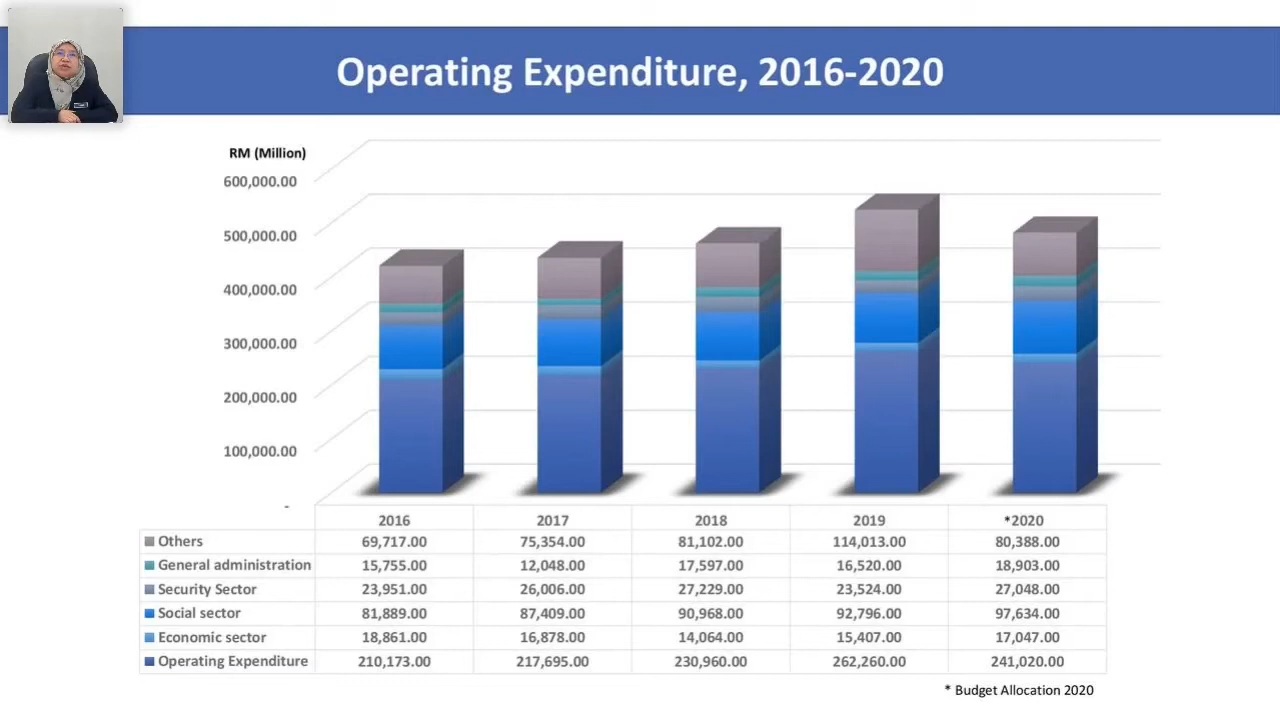 Operating Expenditure, 2016-2020
RM (Million)
600,000.00
500,000.00
400,000.00
300,000.00
200,000.00
100,000.00
-
2016 2017 2018 2019 *2020
Others 69,717.00 75,354.00 81,102.00 114,013.00 80,388.00
General administration 15,755.00 12,048.00 17,597.00 16,520.00 18,903.00
Security Sector 23,951.00 26,006.00 27,229.00 23,524.00 27,048.00
Social sector 81,889.00 87,409.00 90,968.00 92,796.00 97,634.00
Economic sector 18,861.00 16,878.00 14,064.00 15,407.00 17,047.00
Operating Expenditure 210,173.00 217,695.00 230,960.00 262,260.00 241,020.00
* Budget Allocation 2020